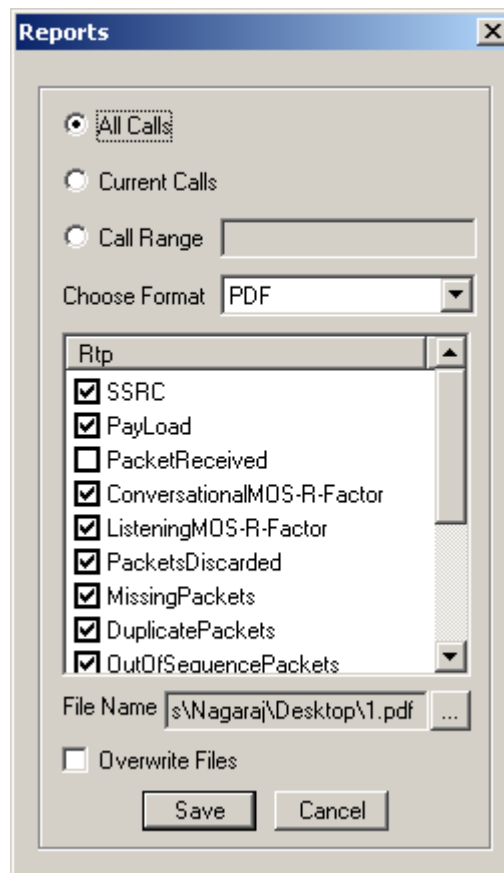 Reports
All Calls
Current Calls
Call Range
Choose Format PDF
Rtp
SSRC
PayLoad
PacketReceived
ConversationalMOS-R-Factor
ListeningMOS-R-Factor
PacketsDiscarded
MissingPackets
DuplicatePackets
OutOfSequencePackets
File Name s\Nagaraj\Desktop\1.pdf ...
Overwrite Files
Save Cancel